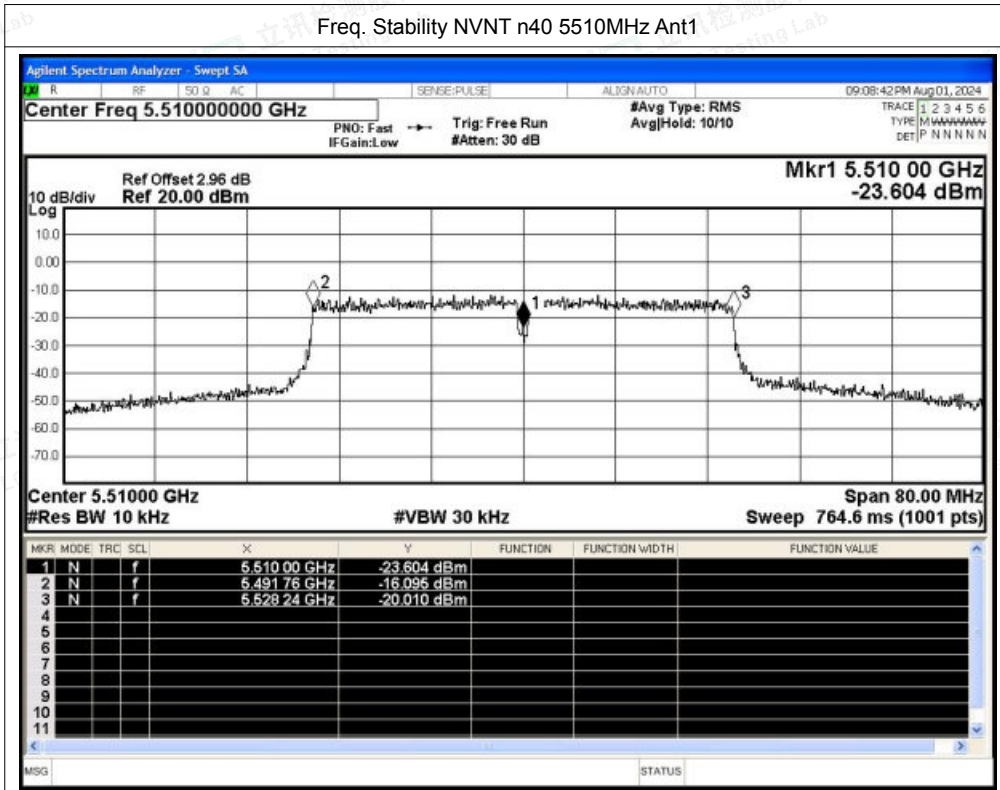 Freq. Stability NVNT n40 5510MHz Ant1
Agilent Spectrum Analyzer - Swept SA
R RF 50 Ω AC SENSE:PULSE ALIGN AUTO 09:08:42 PM Aug 01, 2024
Center Freq 5.510000000 GHz #Avg Type: RMS TRACE 1 2 3 4 5 6
PNO: Fast Trig: Free Run Avg|Hold: 10/10 TYPE M
IFGain:Low #Atten: 30 dB DET P N N N N N
Mkr1 5.510 00 GHz
Ref Offset 2.96 dB
10 dB/div Ref 20.00 dBm -23.604 dBm
Log
10.0
0.00
-10.0
2
1
3
-20.0
-30.0
-40.0
-50.0
-60.0
-70.0
Center 5.51000 GHz Span 80.00 MHz
#Res BW 10 kHz #VBW 30 kHz Sweep 764.6 ms (1001 pts)
MKR MODE TRC SCL X Y FUNCTION FUNCTION WIDTH FUNCTION VALUE
1 N f 5.510 00 GHz -23.604 dBm
2 N f 5.491 76 GHz -16.095 dBm
3 N f 5.528 24 GHz -20.010 dBm
4
5
6
7
8
9
10
11
MSG STATUS